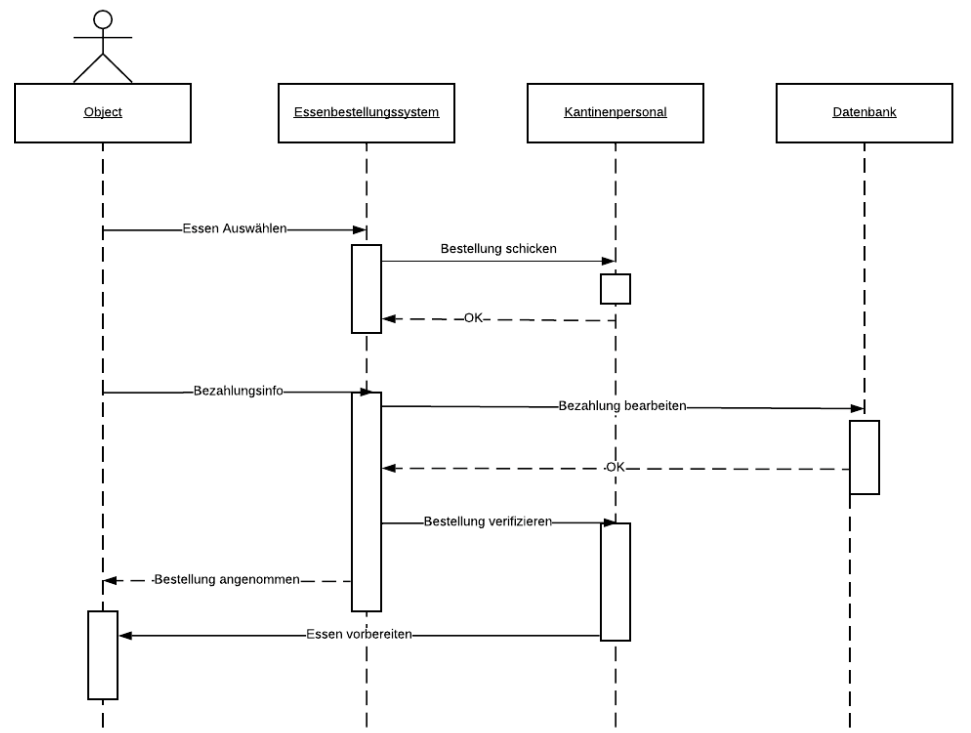 Object
Essenbestellungssystem
Kantinenpersonal
Datenbank
Essen Auswählen
Bestellung schicken
OK
Bezahlungsinfo
Bezahlung bearbeiten
OK
Bestellung verifizieren
Bestellung angenommen
Essen vorbereiten